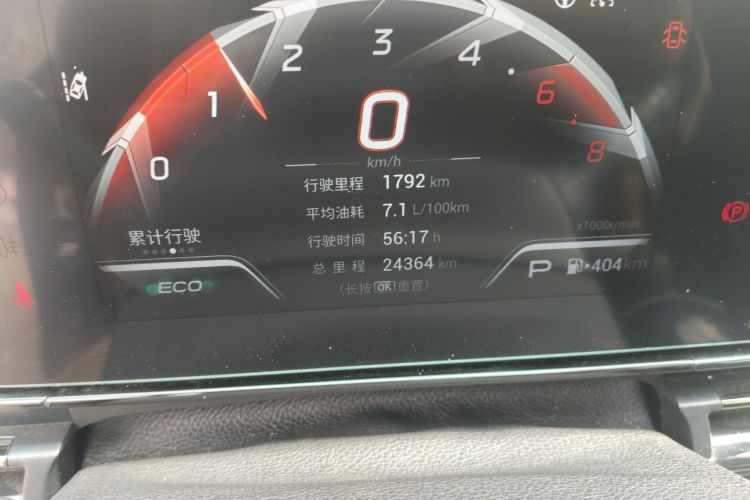 0
1
2
3
4
6
8
0
km/h
行驶里程 1792 km
平均油耗 7.1 L/100km
行驶时间 56:17 h
总里程 24364 km
(长按OK重置)
累计行驶
ECO
x1000r/min
P 404km
P